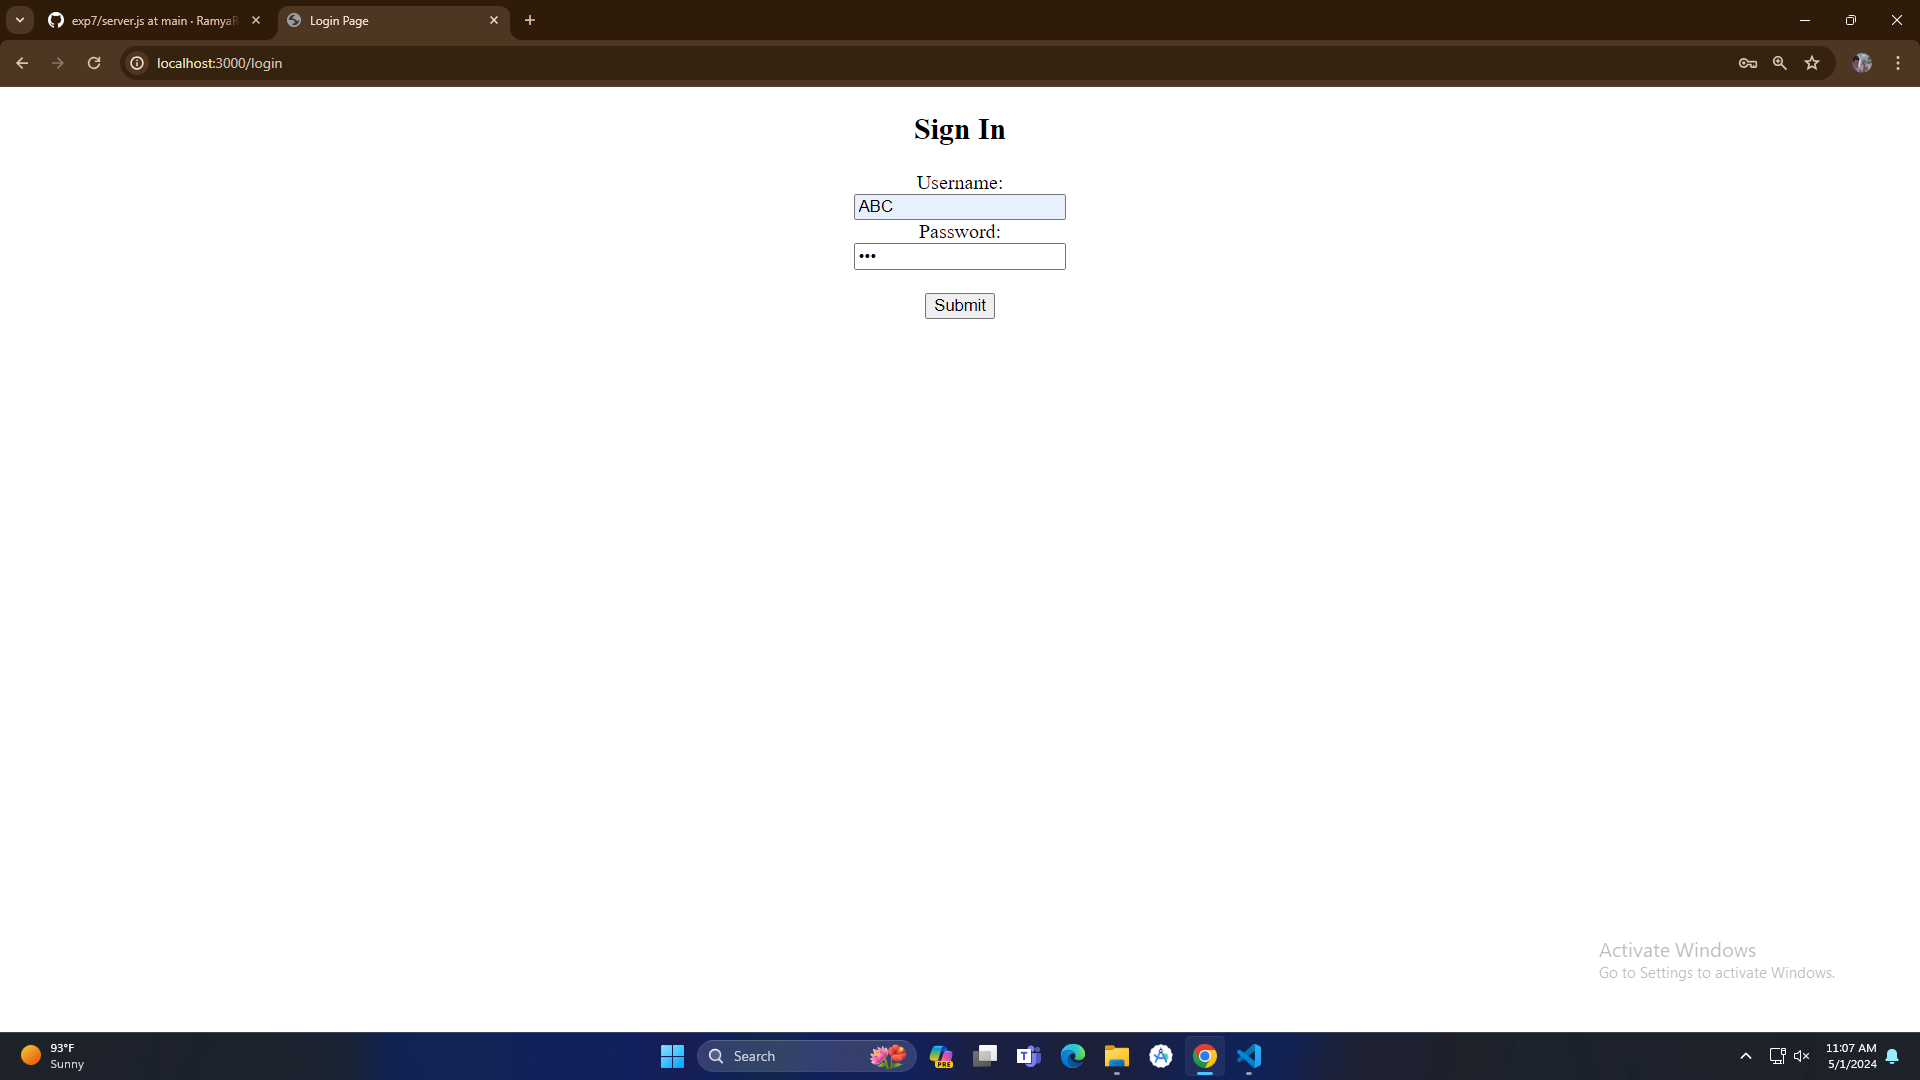 exp7/server.js at main · RamyaR
Login Page
localhost:3000/login
Sign In
Username:
ABC
Password:
•••
Submit
Activate Windows
Go to Settings to activate Windows.
93°F
Sunny
Search
PRE
11:07 AM
5/1/2024